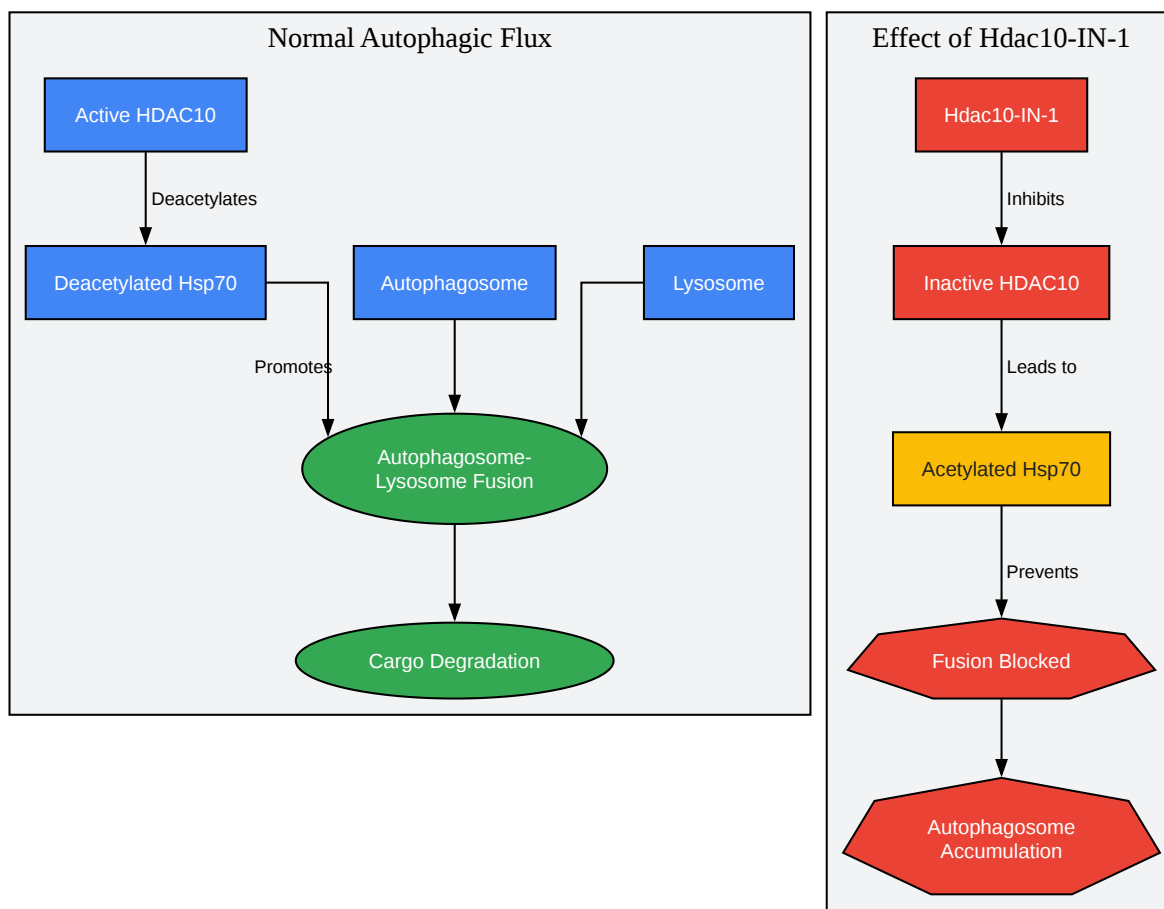 Normal Autophagic Flux
Active HDAC10
Deacetylates
Deacetylated Hsp70
Autophagosome
Lysosome
Promotes
Autophagosome-
Lysosome Fusion
Cargo Degradation
Effect of Hdac10-IN-1
Hdac10-IN-1
Inhibits
Inactive HDAC10
Leads to
Acetylated Hsp70
Prevents
Fusion Blocked
Autophagosome
Accumulation